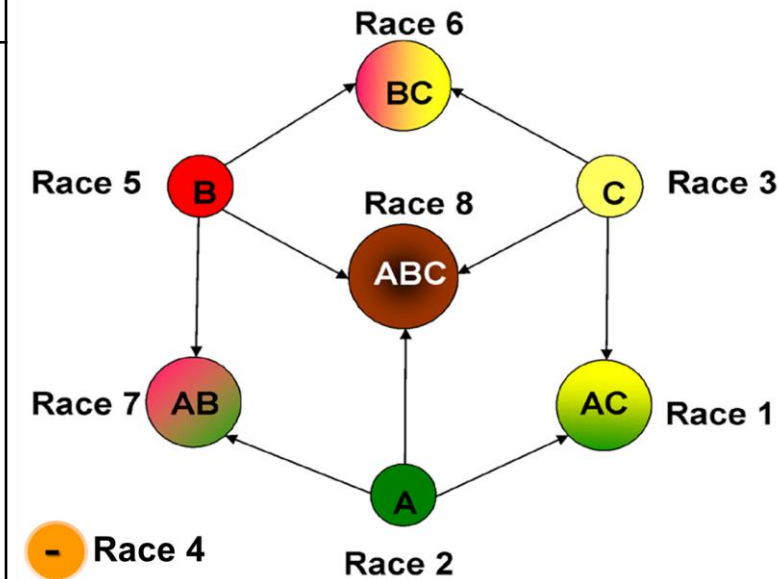 Race 6
BC
Race 5
B
C
Race 3
Race 8
ABC
Race 7
AB
AC
Race 1
A
- Race 4
Race 2